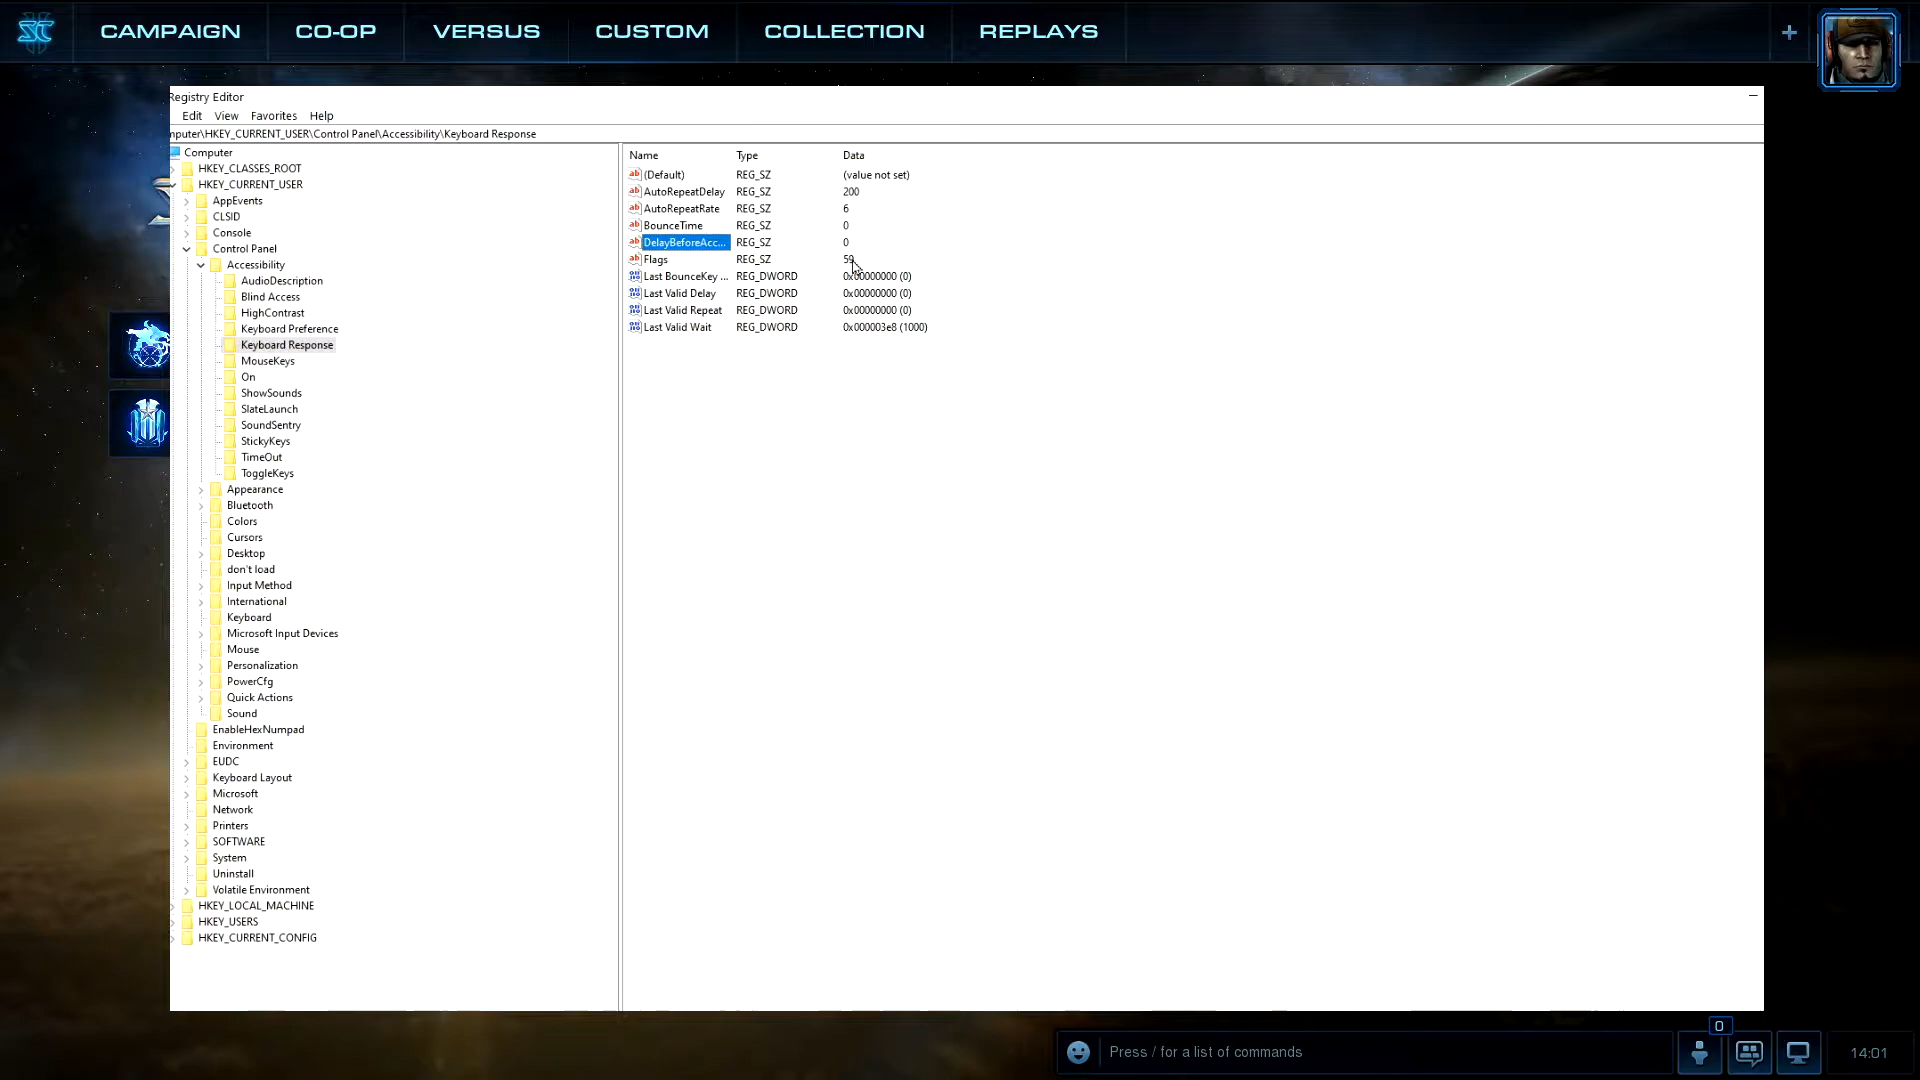 CAMPAIGN
CO-OP
VERSUS
CUSTOM
COLLECTION
REPLAYS
Registry Editor
Edit View Favorites Help
mputer\HKEY_CURRENT_USER\Control Panel\Accessibility\Keyboard Response
Computer
HKEY_CLASSES_ROOT
HKEY_CURRENT_USER
AppEvents
CLSID
Console
Control Panel
Accessibility
AudioDescription
Blind Access
HighContrast
Keyboard Preference
Keyboard Response
MouseKeys
On
ShowSounds
SlateLaunch
SoundSentry
StickyKeys
TimeOut
ToggleKeys
Appearance
Bluetooth
Colors
Cursors
Desktop
don't load
Input Method
International
Keyboard
Microsoft Input Devices
Mouse
Personalization
PowerCfg
Quick Actions
Sound
EnableHexNumpad
Environment
EUDC
Keyboard Layout
Microsoft
Network
Printers
SOFTWARE
System
Uninstall
Volatile Environment
HKEY_LOCAL_MACHINE
HKEY_USERS
HKEY_CURRENT_CONFIG
Name Type Data
(Default) REG_SZ (value not set)
AutoRepeatDelay REG_SZ 200
AutoRepeatRate REG_SZ 6
BounceTime REG_SZ 0
DelayBeforeAcc... REG_SZ 0
Flags REG_SZ 59
Last BounceKey ... REG_DWORD 0x00000000 (0)
Last Valid Delay REG_DWORD 0x00000000 (0)
Last Valid Repeat REG_DWORD 0x00000000 (0)
Last Valid Wait REG_DWORD 0x000003e8 (1000)
0
Press / for a list of commands
14:01